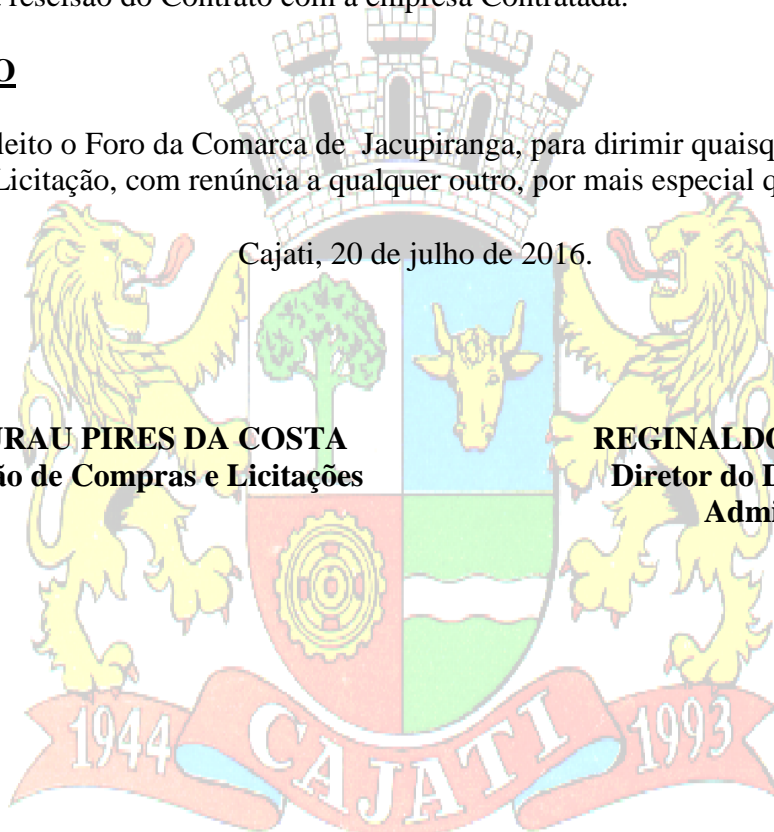 rescisão do Contrato com a empresa Contratada.
O
leito o Foro da Comarca de Jacupiranga, para dirimir quaisq
Licitação, com renúncia a qualquer outro, por mais especial q
Cajati, 20 de julho de 2016.
URAU PIRES DA COSTA
ão de Compras e Licitações
REGINALDO
Diretor do D
Admi
1944 CAJATI 1993